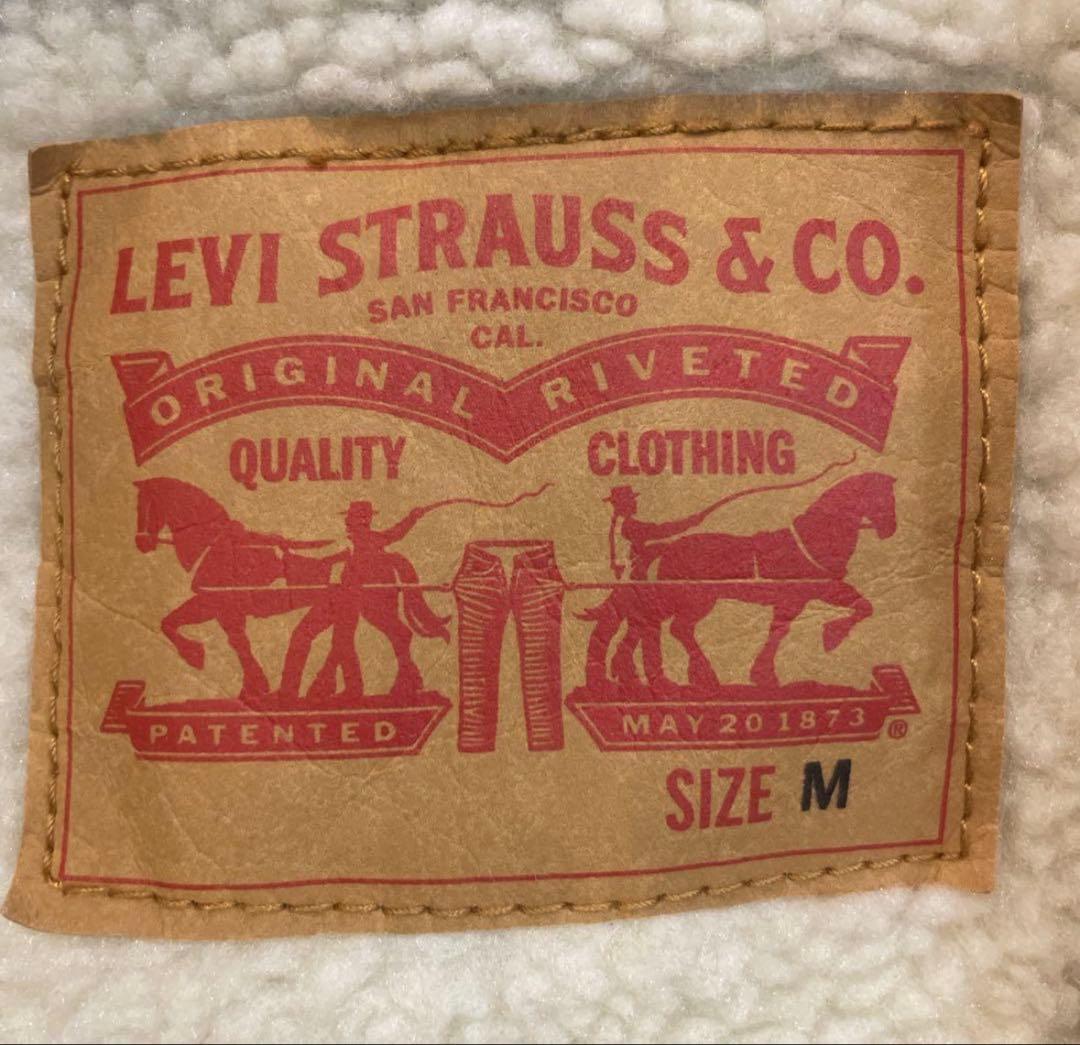 LEVI STRAUSS & CO.
SAN FRANCISCO
CAL.
ORIGINAL RIVETED
QUALITY CLOTHING
PATENTED MAY 20 1873 ®
SIZE M